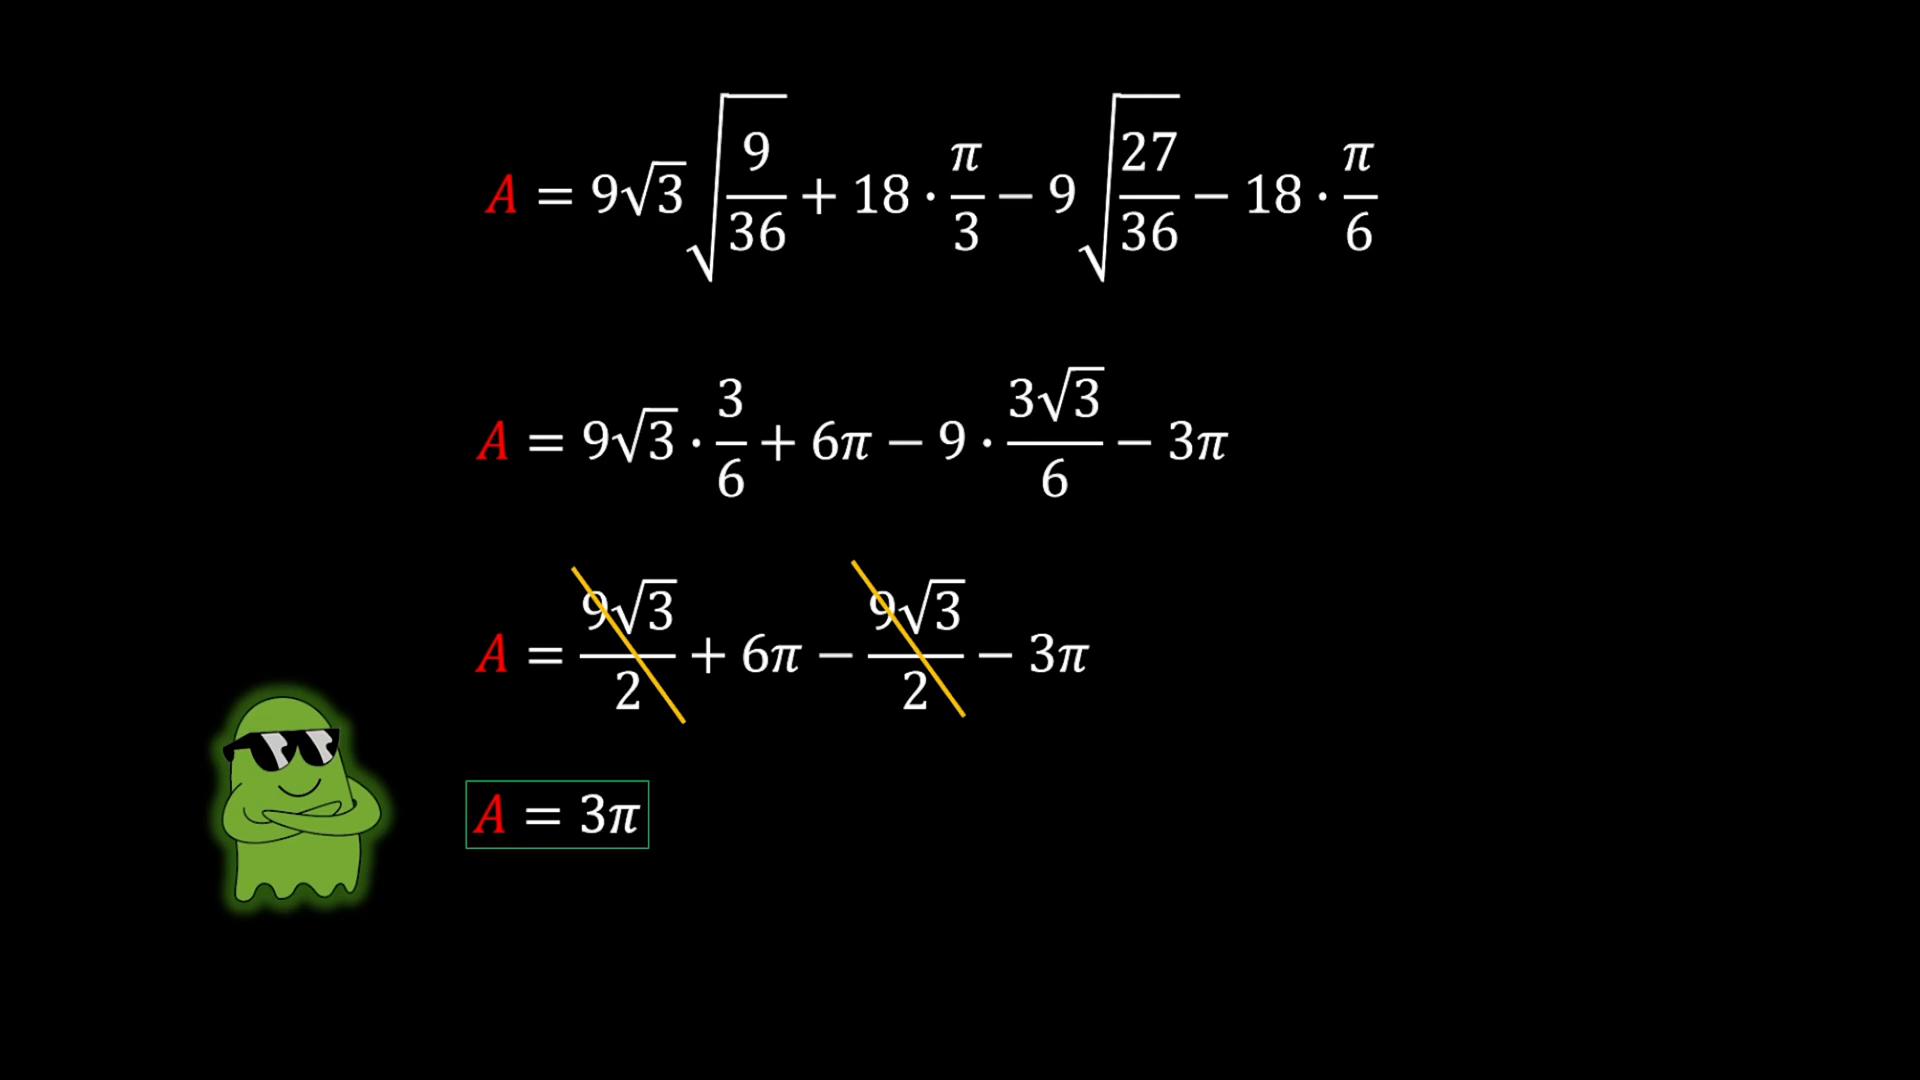 A = 9√3 √(9/36) + 18 · π/3 − 9 √(27/36) − 18 · π/6
A = 9√3 · 3/6 + 6π − 9 · 3√3/6 − 3π
A = 9√3/2 + 6π − 9√3/2 − 3π
A = 3π